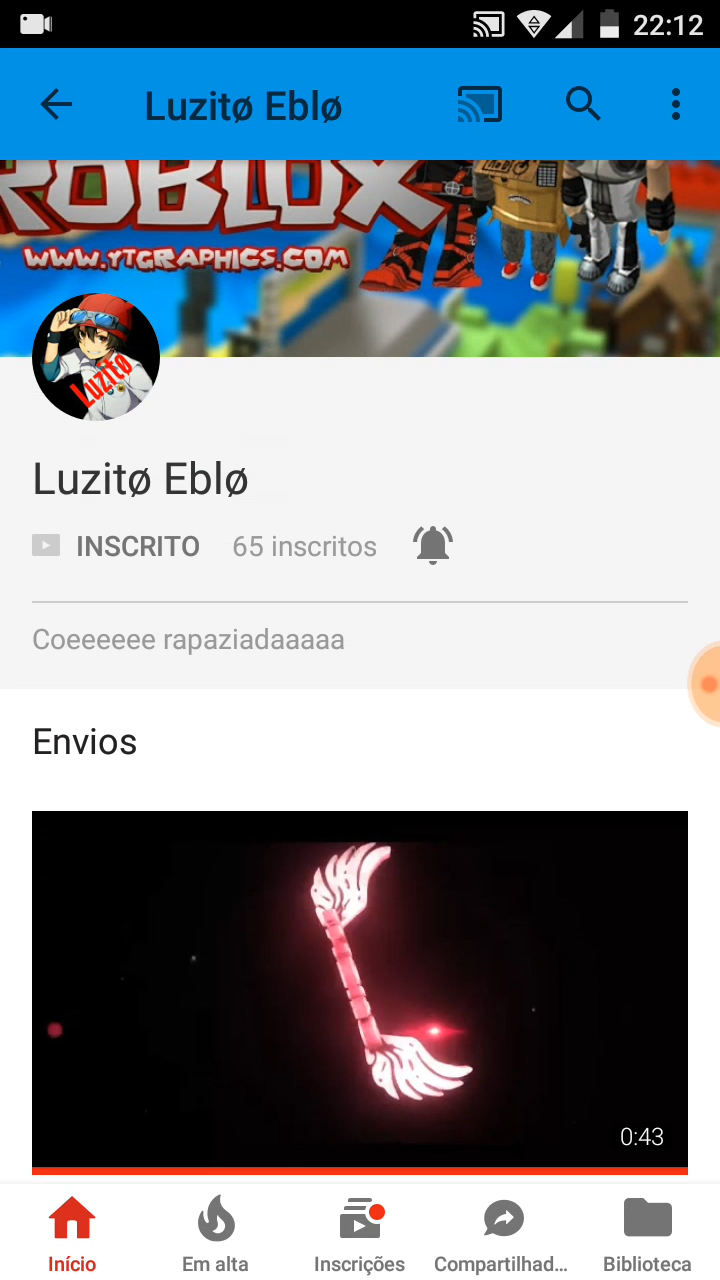 22:12
Luzitø Eblø
ROBLOX
WWW.YTGRAPHICS.COM
Luzitø
Luzitø Eblø
INSCRITO 65 inscritos
Coeeeeee rapaziadaaaaa
Envios
0:43
Início Em alta Inscrições Compartilhad... Biblioteca